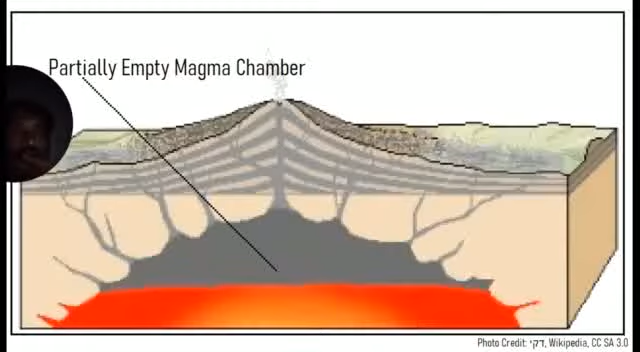 Partially Empty Magma Chamber
Photo Credit: דקי, Wikipedia, CC SA 3.0